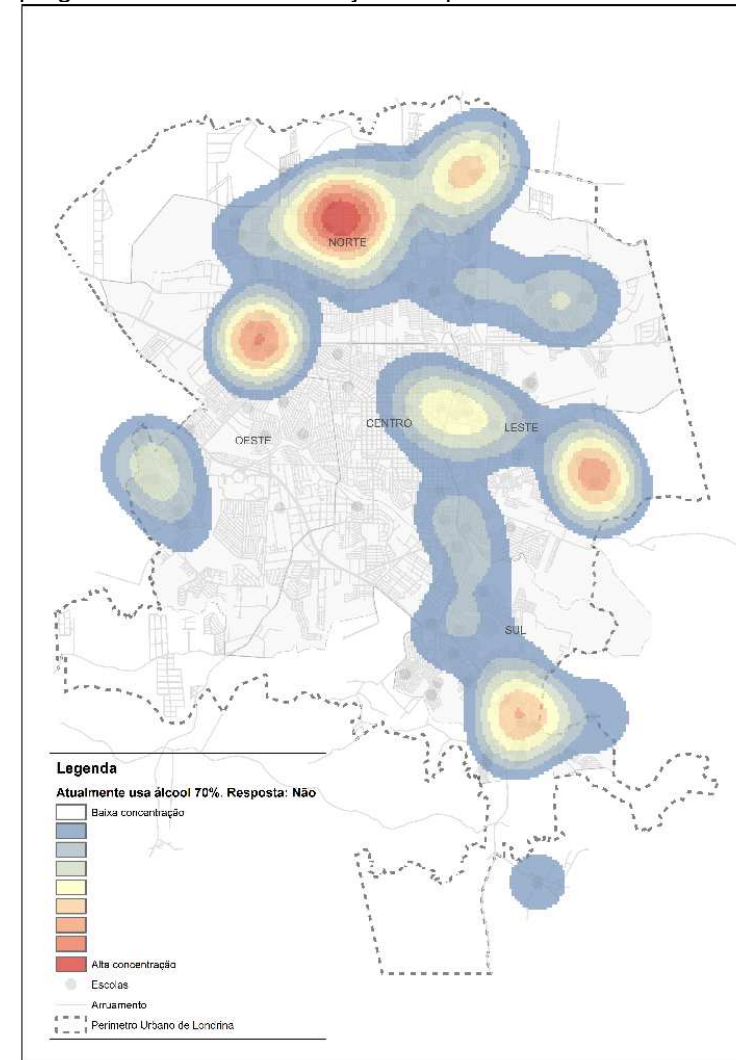 NORTE
CENTRO
LESTE
OESTE
SUL
Legenda
Atualmente usa álcool 70%. Resposta: Não
Baixa concentração
Alta concentração
Escolas
Arruamento
Perímetro Urbano de Londrina